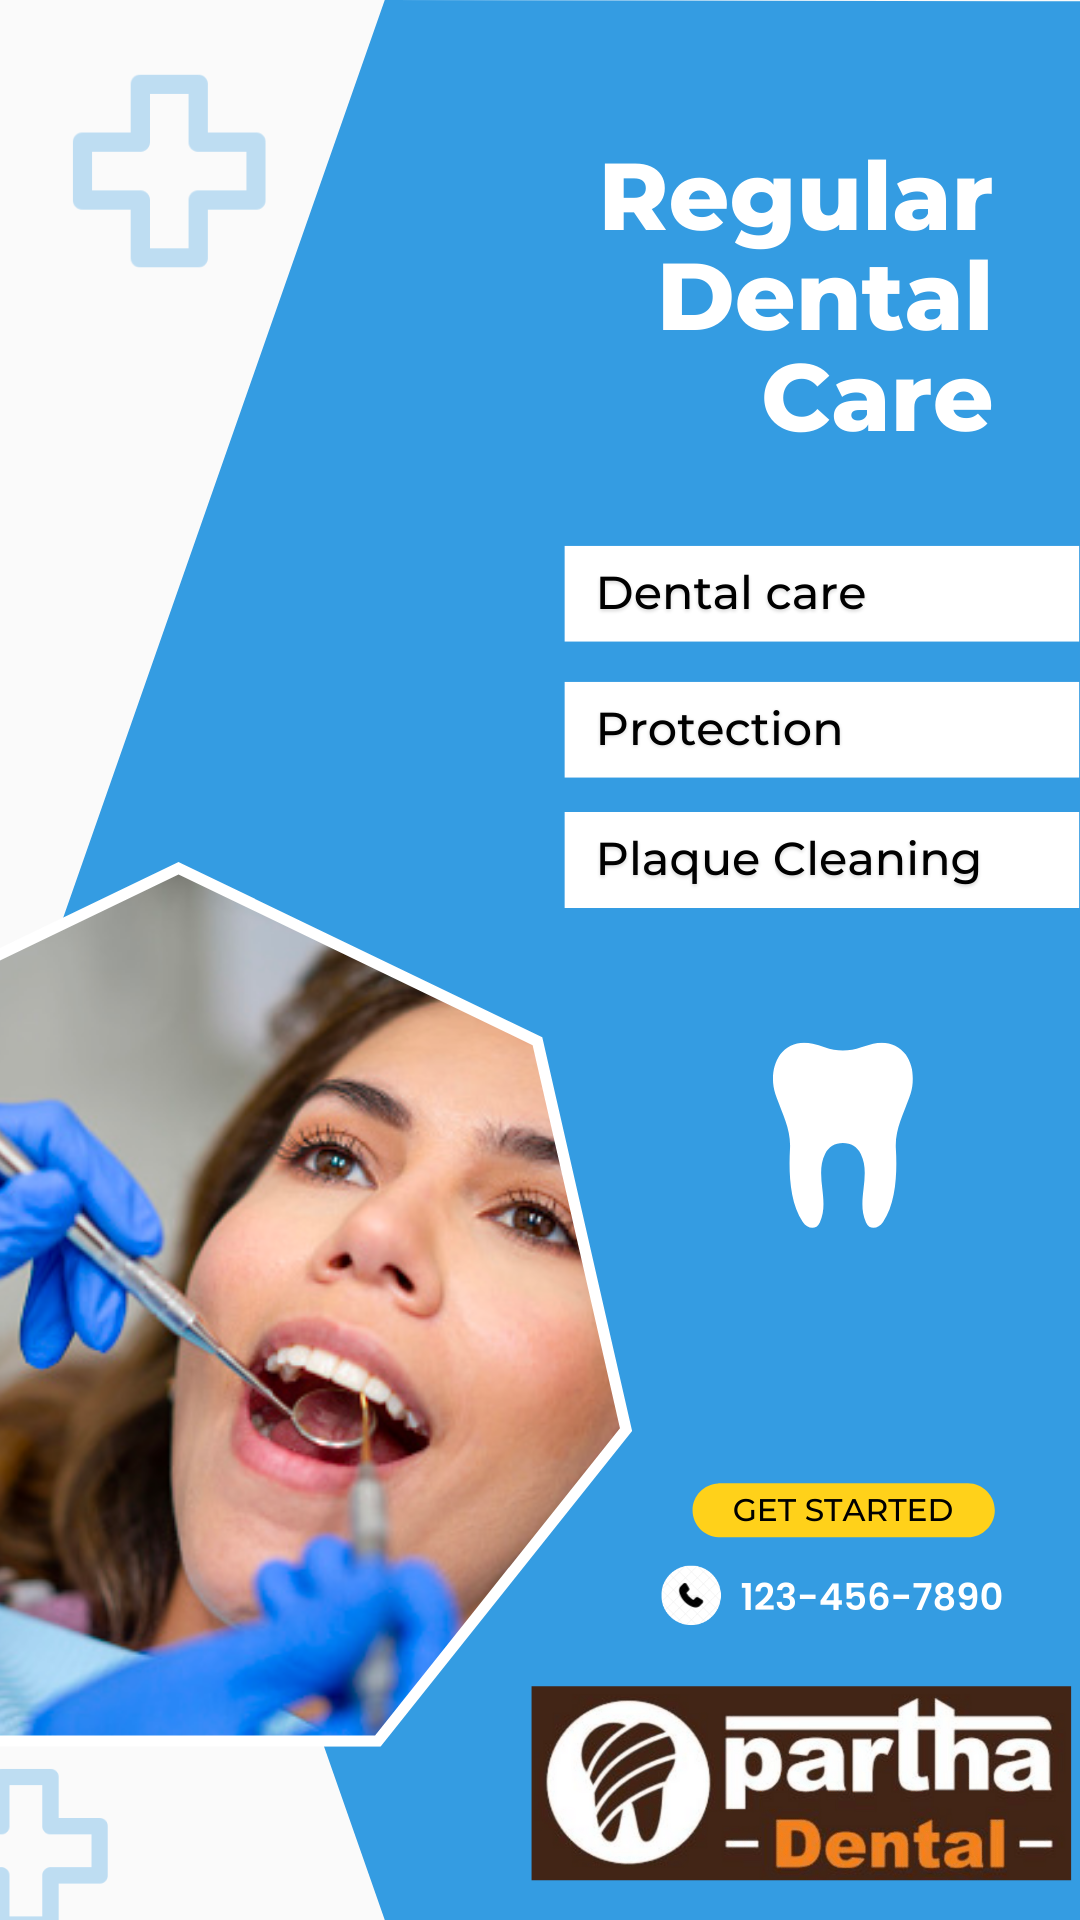 Regular
Dental
Care
Dental care
Protection
Plaque Cleaning
GET STARTED
123-456-7890
partha
- Dental -